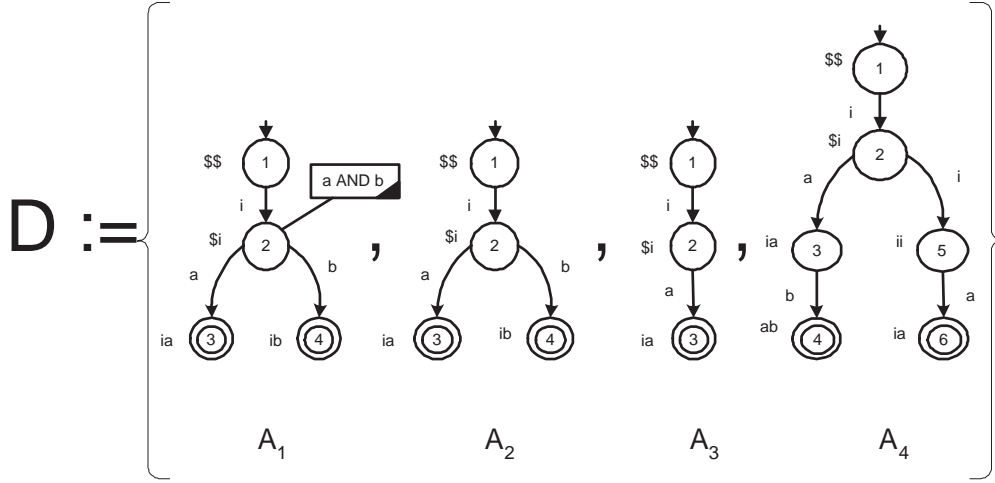 D := { , , , }
$$ 1
i
a AND b
$i 2
a b
ia 3 ib 4
A1
$$ 1
i
$i 2
a b
ia 3 ib 4
A2
$$ 1
i
$i 2
a
ia 3
A3
$$ 1
i
$i 2
a i
ia 3 ii 5
b a
ab 4 ia 6
A4